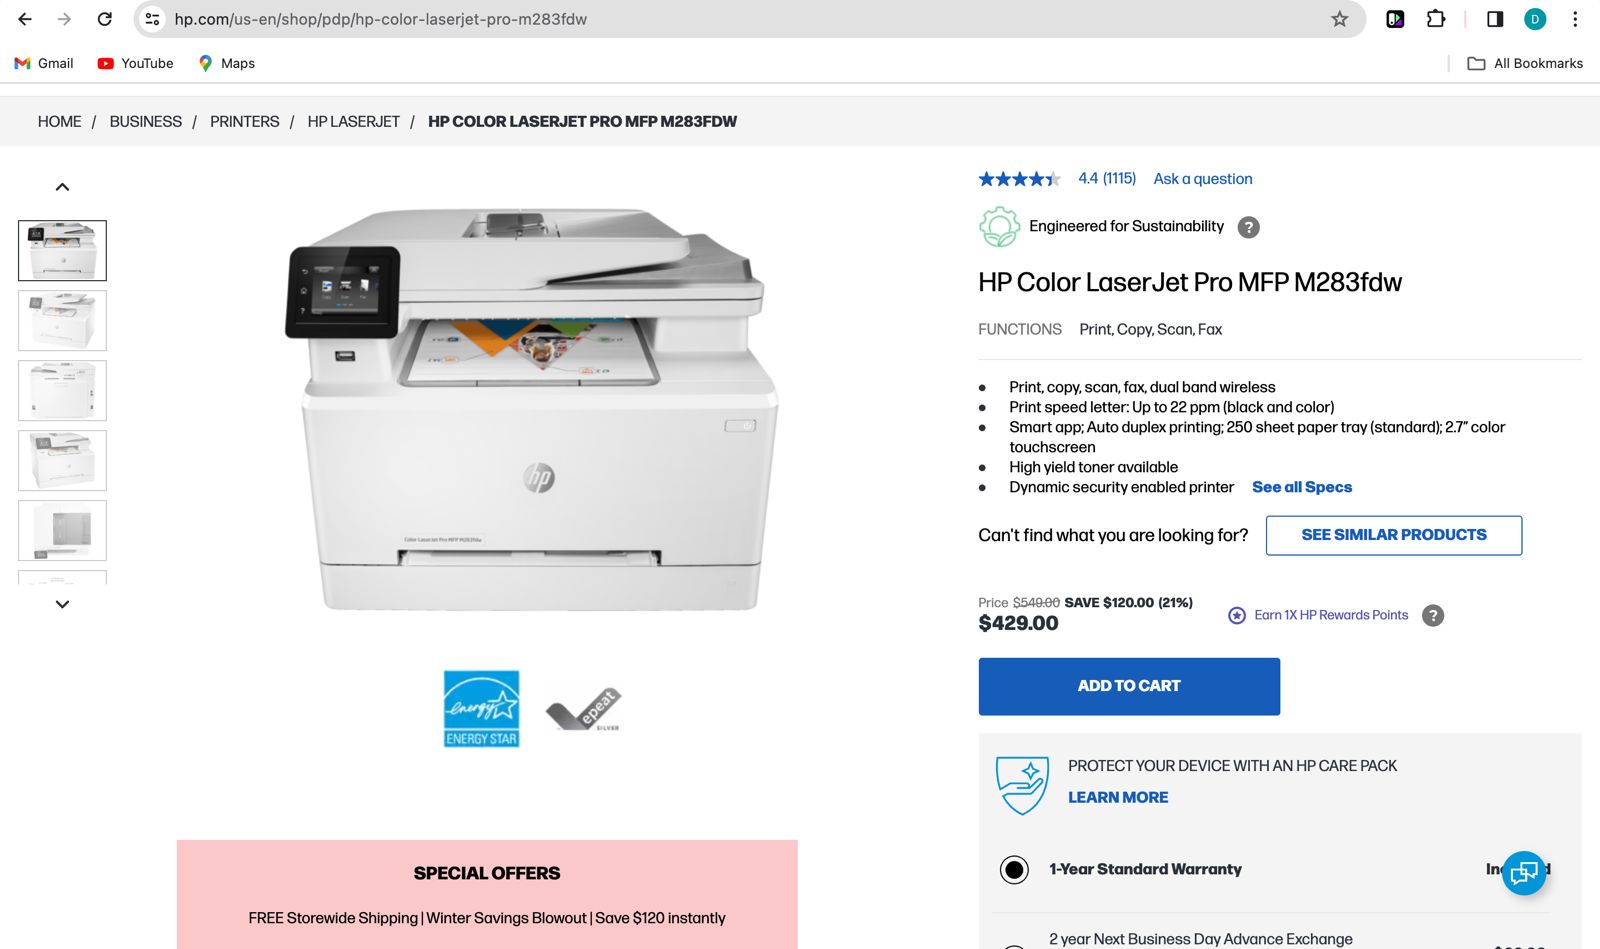 hp.com/us-en/shop/pdp/hp-color-laserjet-pro-m283fdw
D
Gmail
YouTube
Maps
All Bookmarks
HOME / BUSINESS / PRINTERS / HP LASERJET / HP COLOR LASERJET PRO MFP M283FDW
4.4 (1115) Ask a question
Engineered for Sustainability ?
HP Color LaserJet Pro MFP M283fdw
FUNCTIONS Print, Copy, Scan, Fax
• Print, copy, scan, fax, dual band wireless
• Print speed letter: Up to 22 ppm (black and color)
• Smart app; Auto duplex printing; 250 sheet paper tray (standard); 2.7” color
touchscreen
• High yield toner available
• Dynamic security enabled printer See all Specs
Can't find what you are looking for? SEE SIMILAR PRODUCTS
Price $549.00 SAVE $120.00 (21%)
$429.00
Earn 1X HP Rewards Points ?
ADD TO CART
PROTECT YOUR DEVICE WITH AN HP CARE PACK
LEARN MORE
1-Year Standard Warranty
2 year Next Business Day Advance Exchange
hp
Color LaserJet Pro MFP M283fdw
energy
ENERGY STAR
epeat
SILVER
SPECIAL OFFERS
FREE Storewide Shipping | Winter Savings Blowout | Save $120 instantly